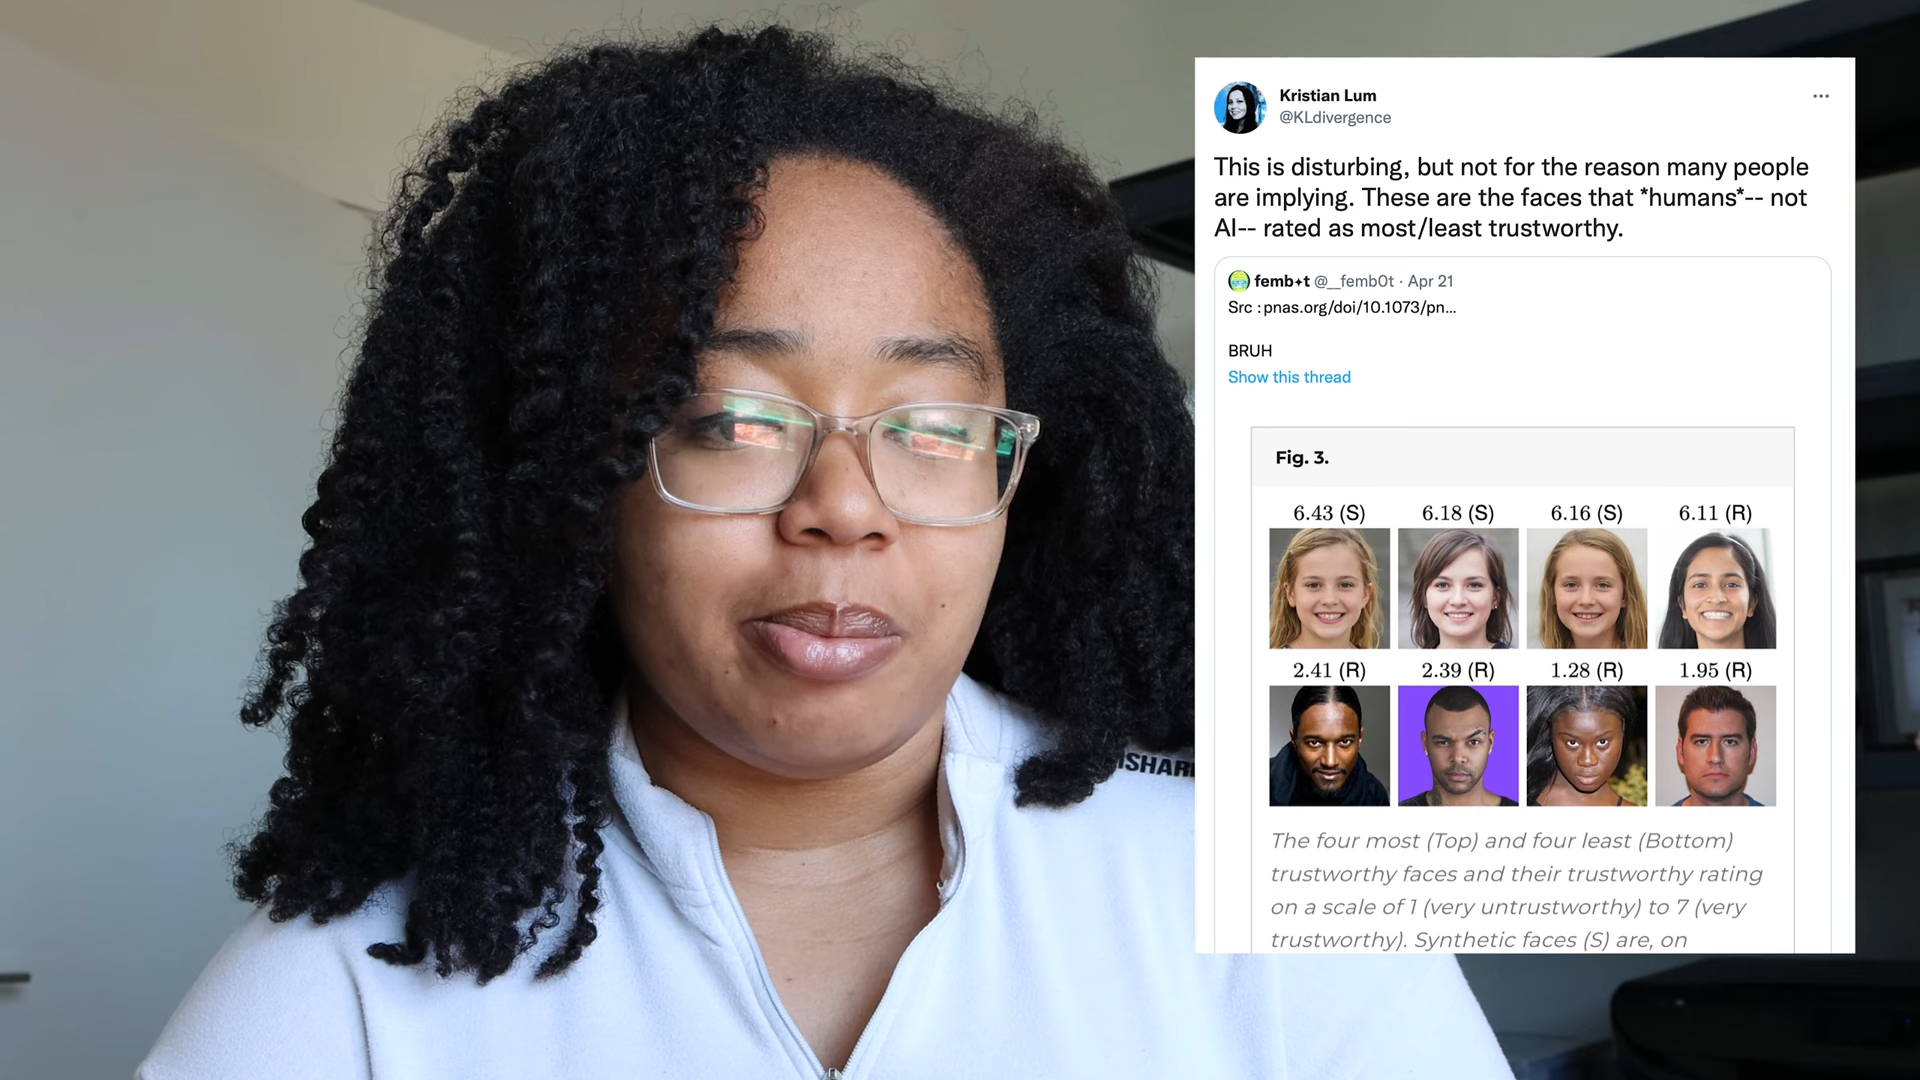 Kristian Lum
@KLdivergence
This is disturbing, but not for the reason many people
are implying. These are the faces that *humans*-- not
AI-- rated as most/least trustworthy.
femb✦t @__femb0t · Apr 21
Src : pnas.org/doi/10.1073/pn...
BRUH
Show this thread
Fig. 3.
6.43 (S) 6.18 (S) 6.16 (S) 6.11 (R)
2.41 (R) 2.39 (R) 1.28 (R) 1.95 (R)
The four most (Top) and four least (Bottom)
trustworthy faces and their trustworthy rating
on a scale of 1 (very untrustworthy) to 7 (very
trustworthy). Synthetic faces (S) are, on